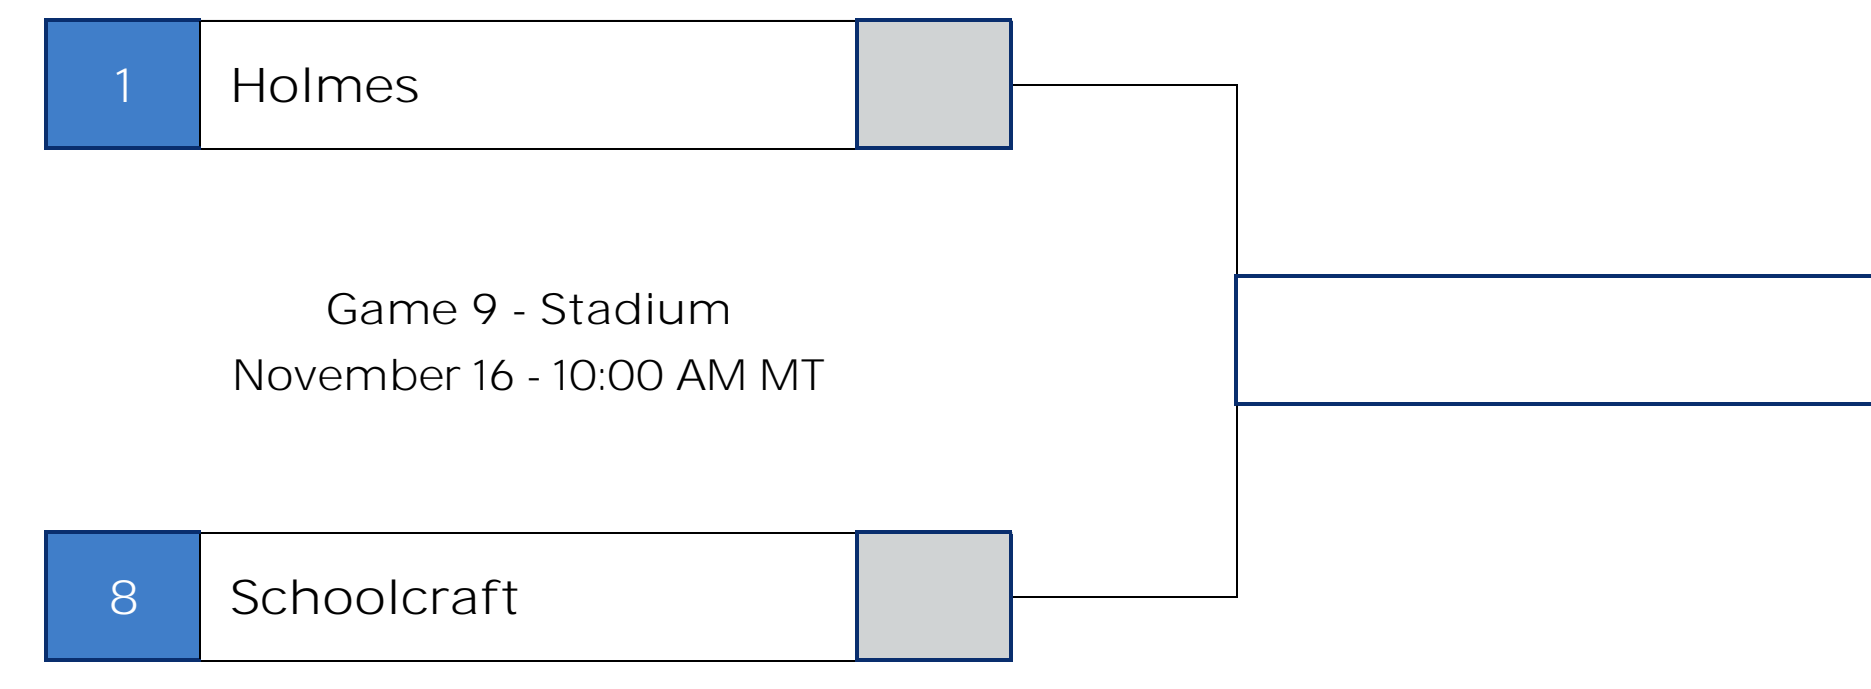 1 Holmes
Game 9 - Stadium
November 16 - 10:00 AM MT
8 Schoolcraft